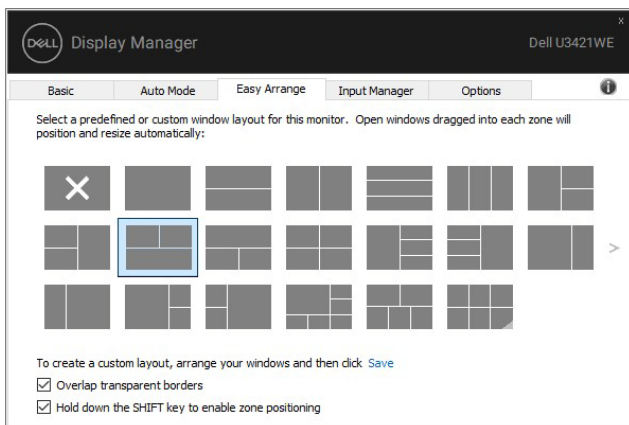 x
DELL Display Manager Dell U3421WE
Basic Auto Mode Easy Arrange Input Manager Options i
Select a predefined or custom window layout for this monitor. Open windows dragged into each zone will
position and resize automatically:
>
To create a custom layout, arrange your windows and then click Save
Overlap transparent borders
Hold down the SHIFT key to enable zone positioning